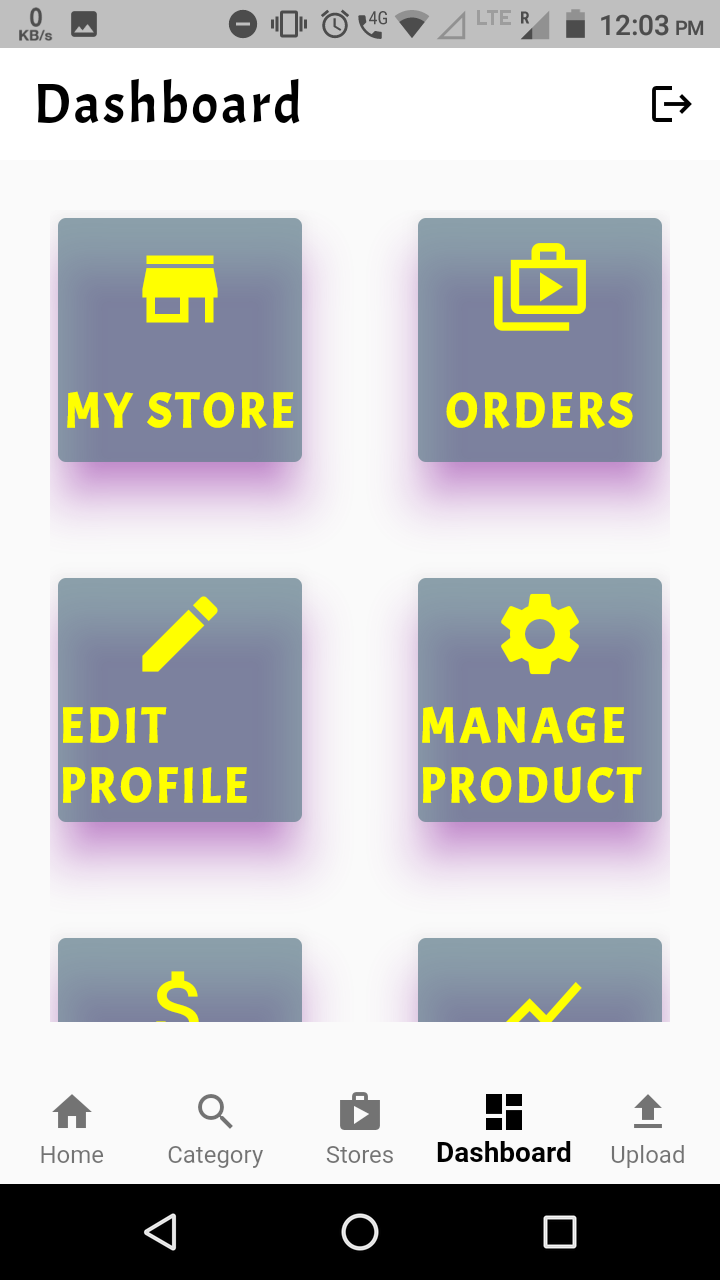 0
KB/s
4G
LTE
R
12:03 PM
Dashboard
MY STORE
ORDERS
EDIT
PROFILE
MANAGE
PRODUCT
Home
Category
Stores
Dashboard
Upload